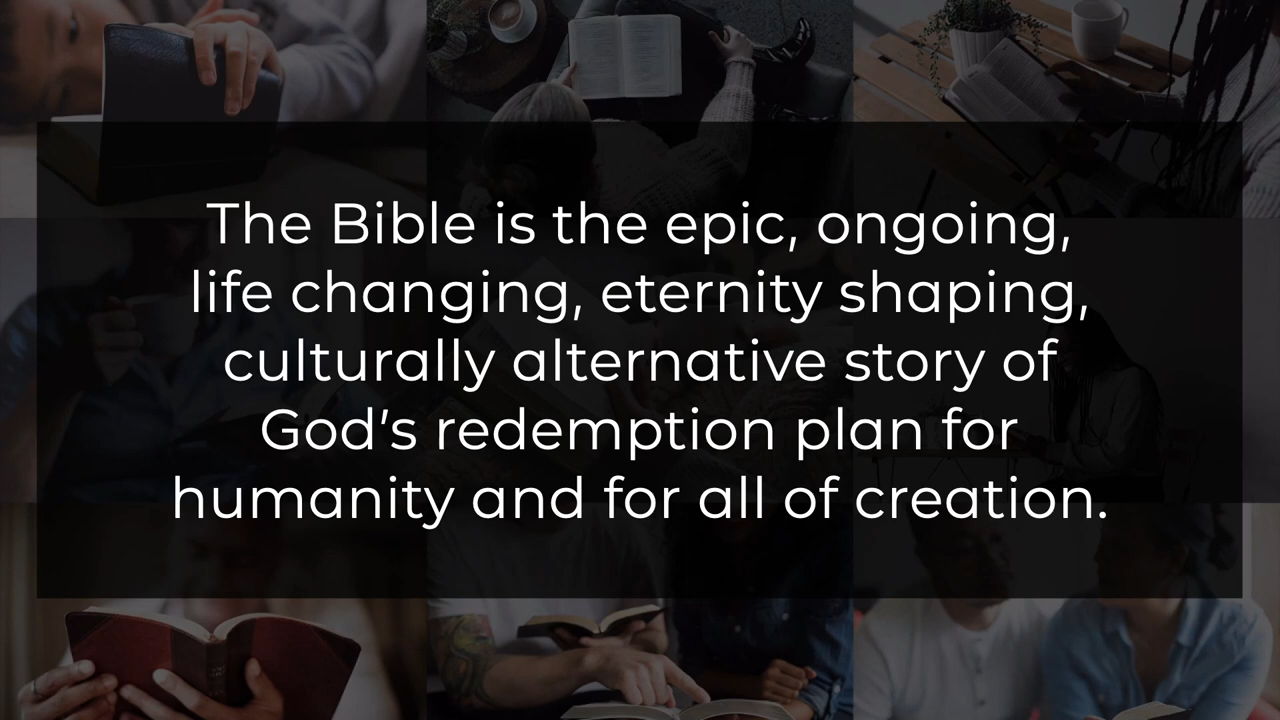 The Bible is the epic, ongoing,
life changing, eternity shaping,
culturally alternative story of
God's redemption plan for
humanity and for all of creation.